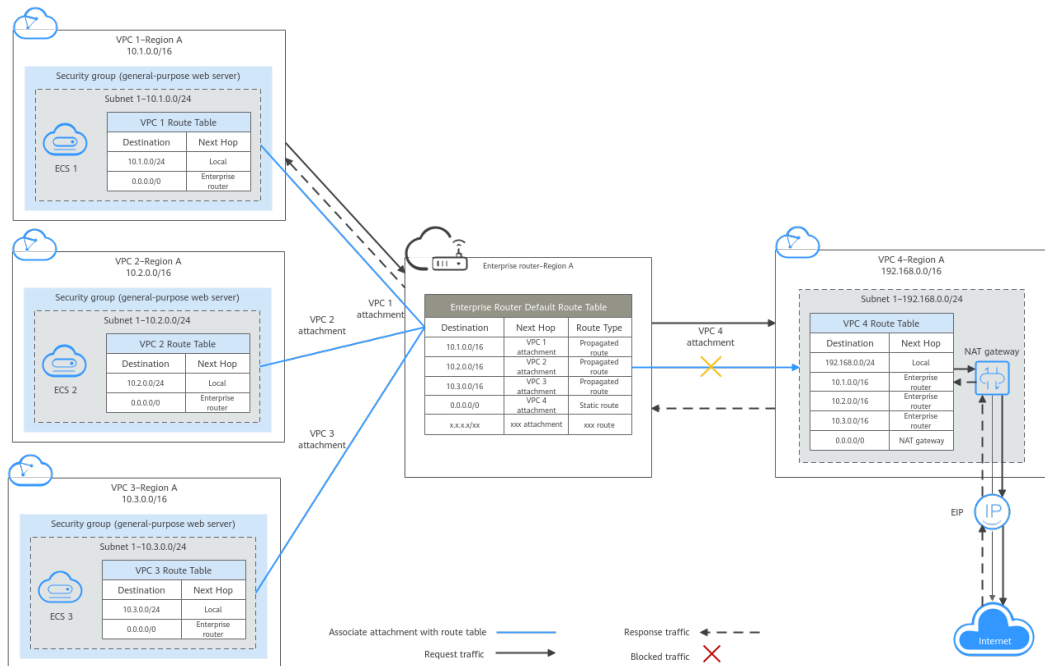 VPC 1–Region A
10.1.0.0/16
Security group (general-purpose web server)
Subnet 1–10.1.0.0/24
VPC 1 Route Table
Destination Next Hop
10.1.0.0/24 Local
0.0.0.0/0 Enterprise
router
ECS 1
VPC 2–Region A
10.2.0.0/16
Security group (general-purpose web server)
Subnet 1–10.2.0.0/24
VPC 2 Route Table
Destination Next Hop
10.2.0.0/24 Local
0.0.0.0/0 Enterprise
router
ECS 2
VPC 3–Region A
10.3.0.0/16
Security group (general-purpose web server)
Subnet 1–10.3.0.0/24
VPC 3 Route Table
Destination Next Hop
10.3.0.0/24 Local
0.0.0.0/0 Enterprise
router
ECS 3
VPC 1
attachment
VPC 2
attachment
VPC 3
attachment
Enterprise router–Region A
Enterprise Router Default Route Table
Destination Next Hop Route Type
10.1.0.0/16 VPC 1
attachment Propagated
route
10.2.0.0/16 VPC 2
attachment Propagated
route
10.3.0.0/16 VPC 3
attachment Propagated
route
0.0.0.0/0 VPC 4
attachment Static route
x.x.x.x/xx xxx attachment xxx route
VPC 4
attachment
VPC 4–Region A
192.168.0.0/16
Subnet 1–192.168.0.0/24
VPC 4 Route Table
Destination Next Hop
192.168.0.0/24 Local
10.1.0.0/16 Enterprise
router
10.2.0.0/16 Enterprise
router
10.3.0.0/16 Enterprise
router
0.0.0.0/0 NAT gateway
NAT gateway
EIP
IP
Internet
Associate attachment with route table
Request traffic
Response traffic
Blocked traffic